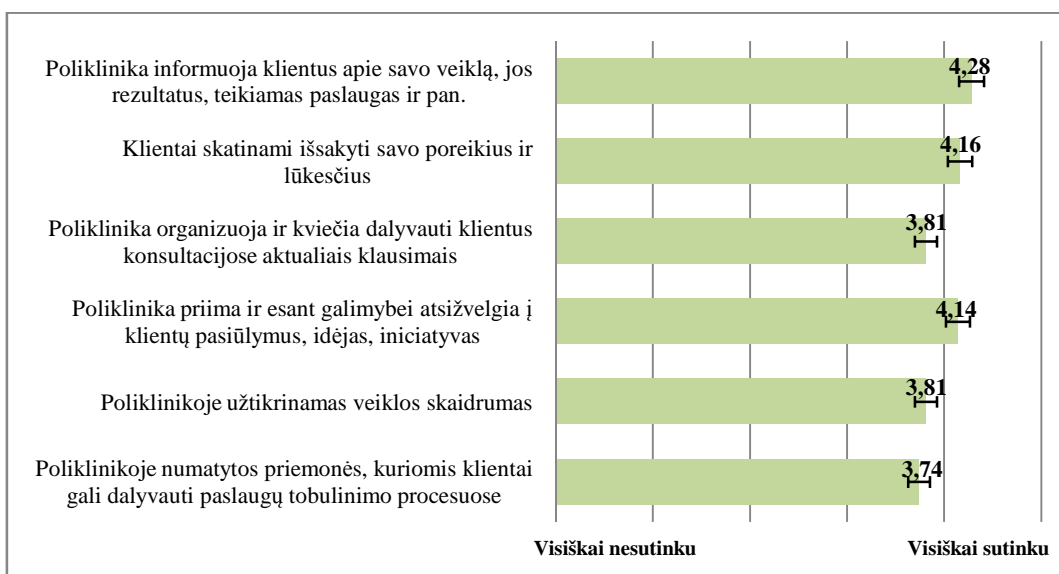 Poliklinika informuoja klientus apie savo veiklą, jos
rezultatus, teikiamas paslaugas ir pan.
4,28
Klientai skatinami išsakyti savo poreikius ir
lūkesčius
4,16
Poliklinika organizuoja ir kviečia dalyvauti klientus
konsultacijose aktualiais klausimais
3,81
Poliklinika priima ir esant galimybei atsižvelgia į
klientų pasiūlymus, idėjas, iniciatyvas
4,14
Poliklinikoje užtikrinamas veiklos skaidrumas
3,81
Poliklinikoje numatytos priemonės, kuriomis klientai
gali dalyvauti paslaugų tobulinimo procesuose
3,74
Visiškai nesutinku
Visiškai sutinku